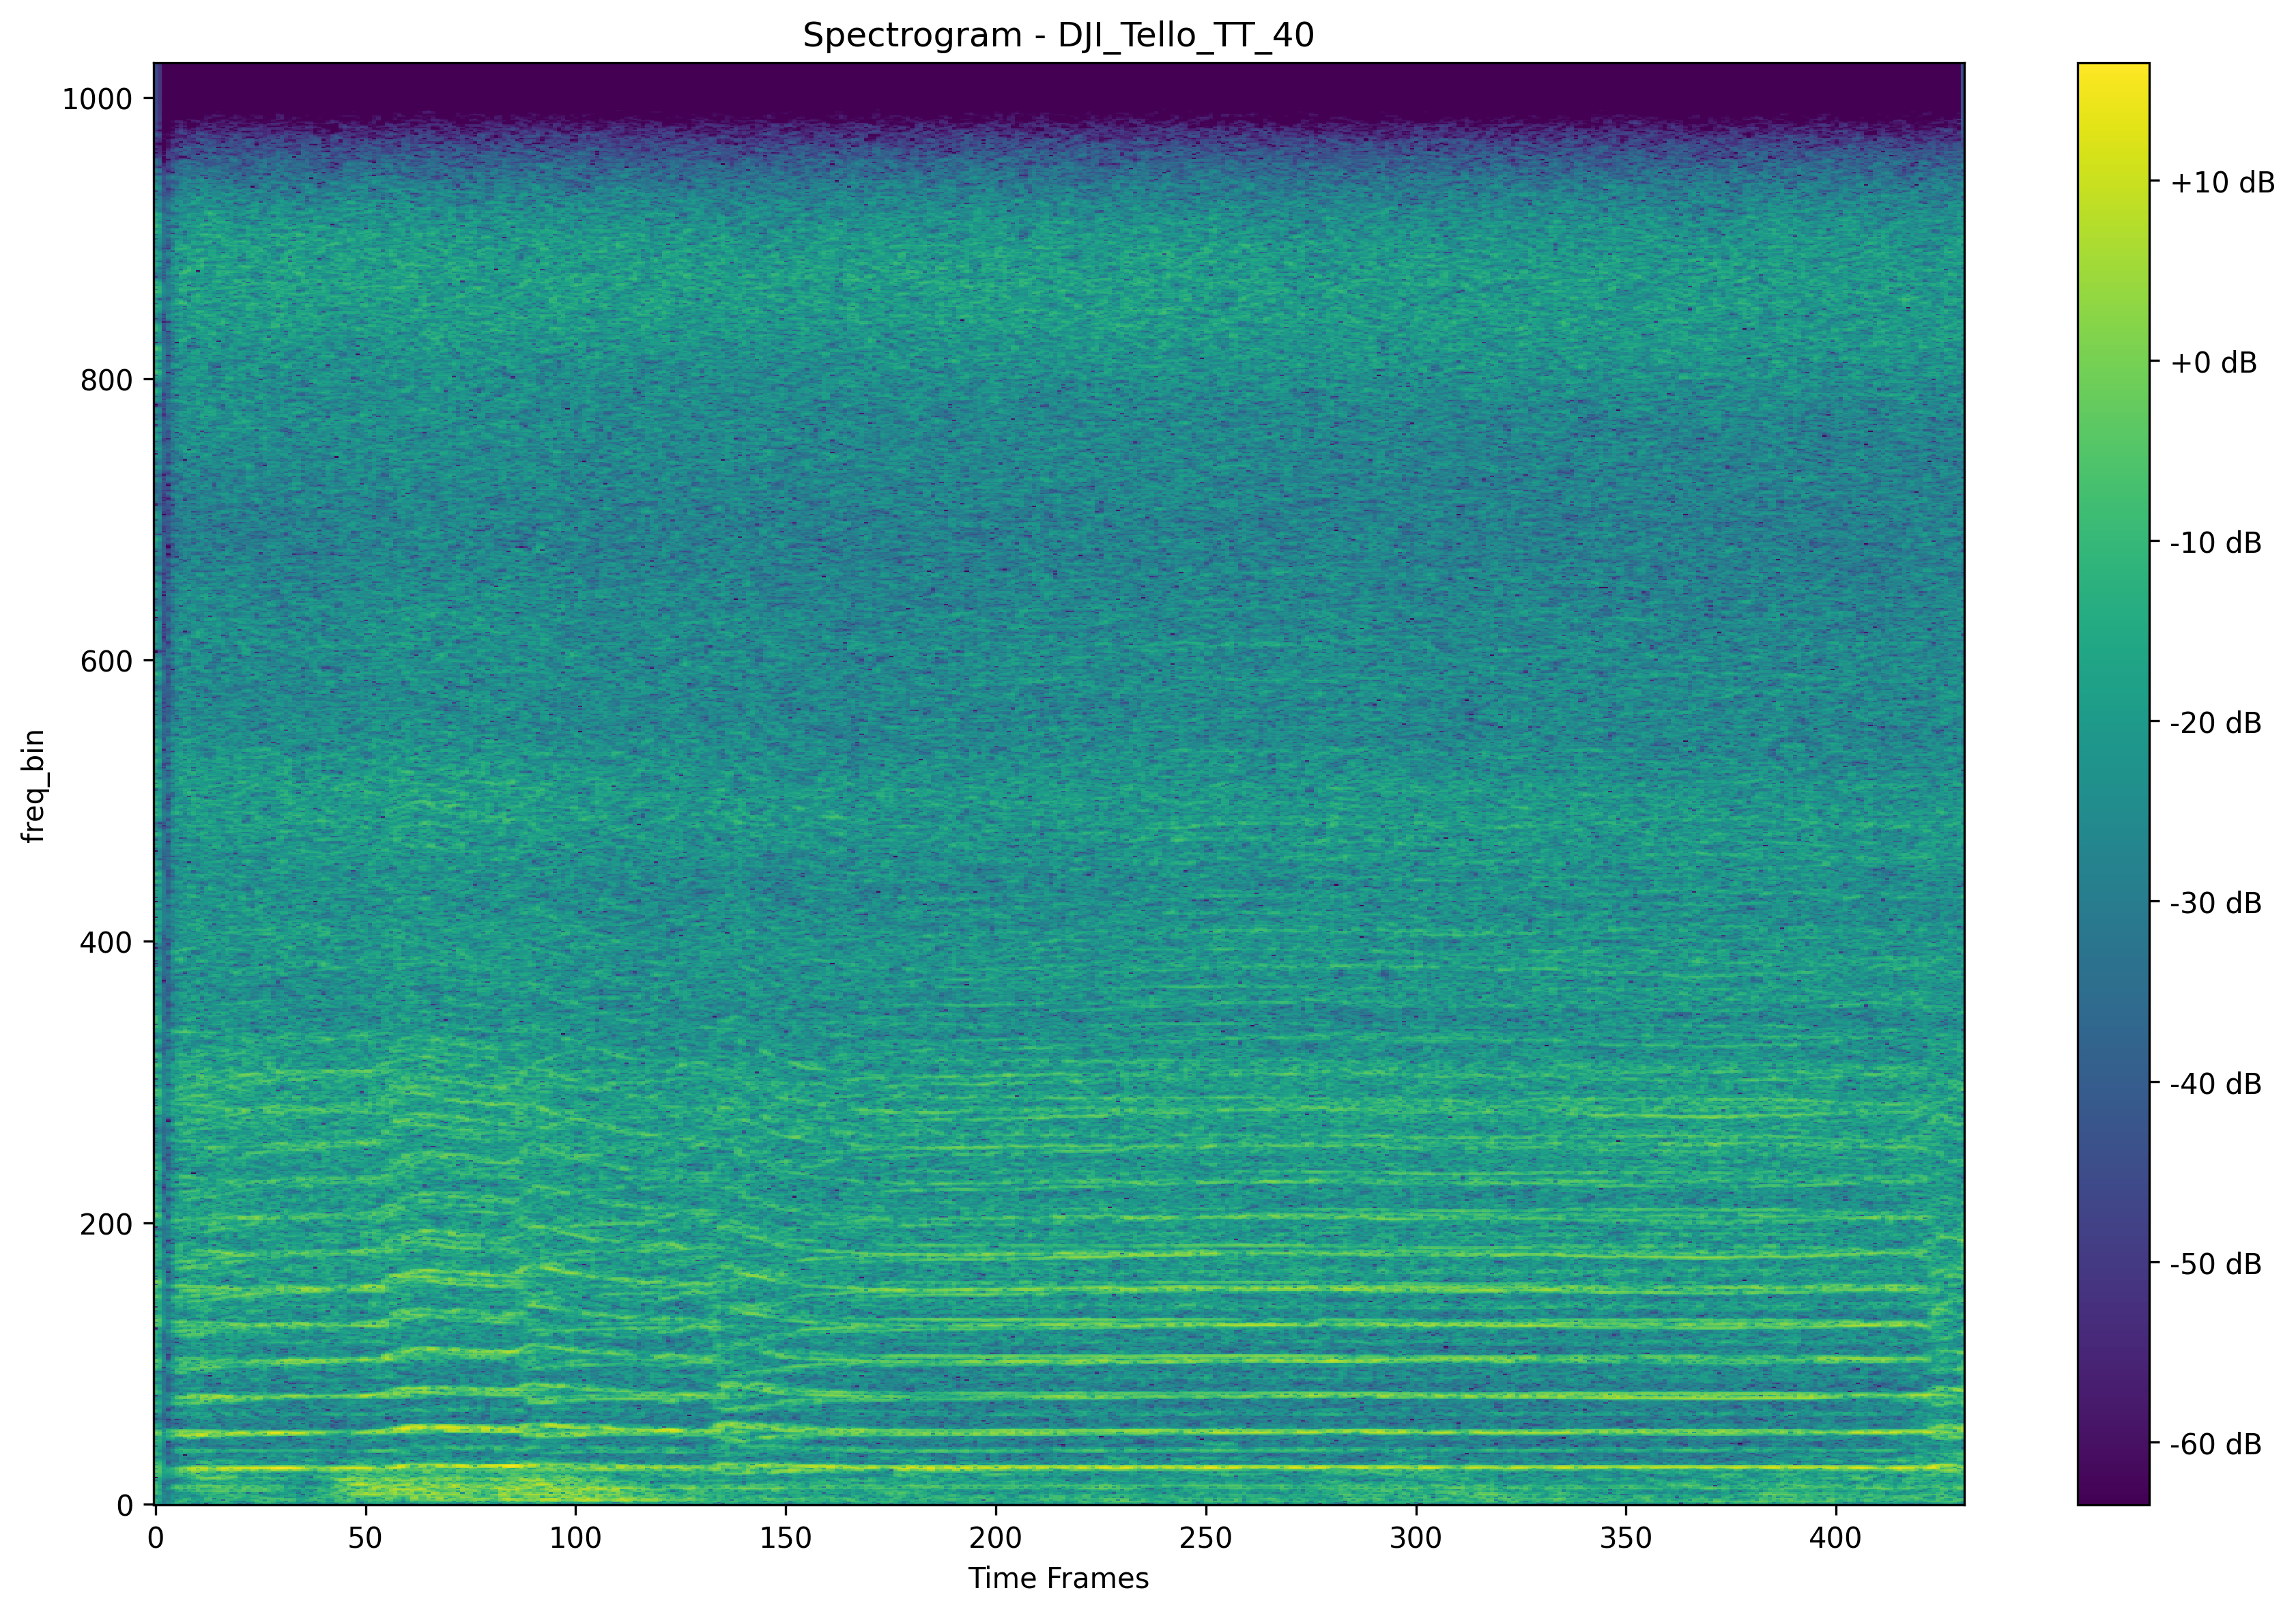 Spectrogram - DJI_Tello_TT_40
1000
800
600
400
200
0
freq_bin
0 50 100 150 200 250 300 350 400
Time Frames
+10 dB
+0 dB
-10 dB
-20 dB
-30 dB
-40 dB
-50 dB
-60 dB